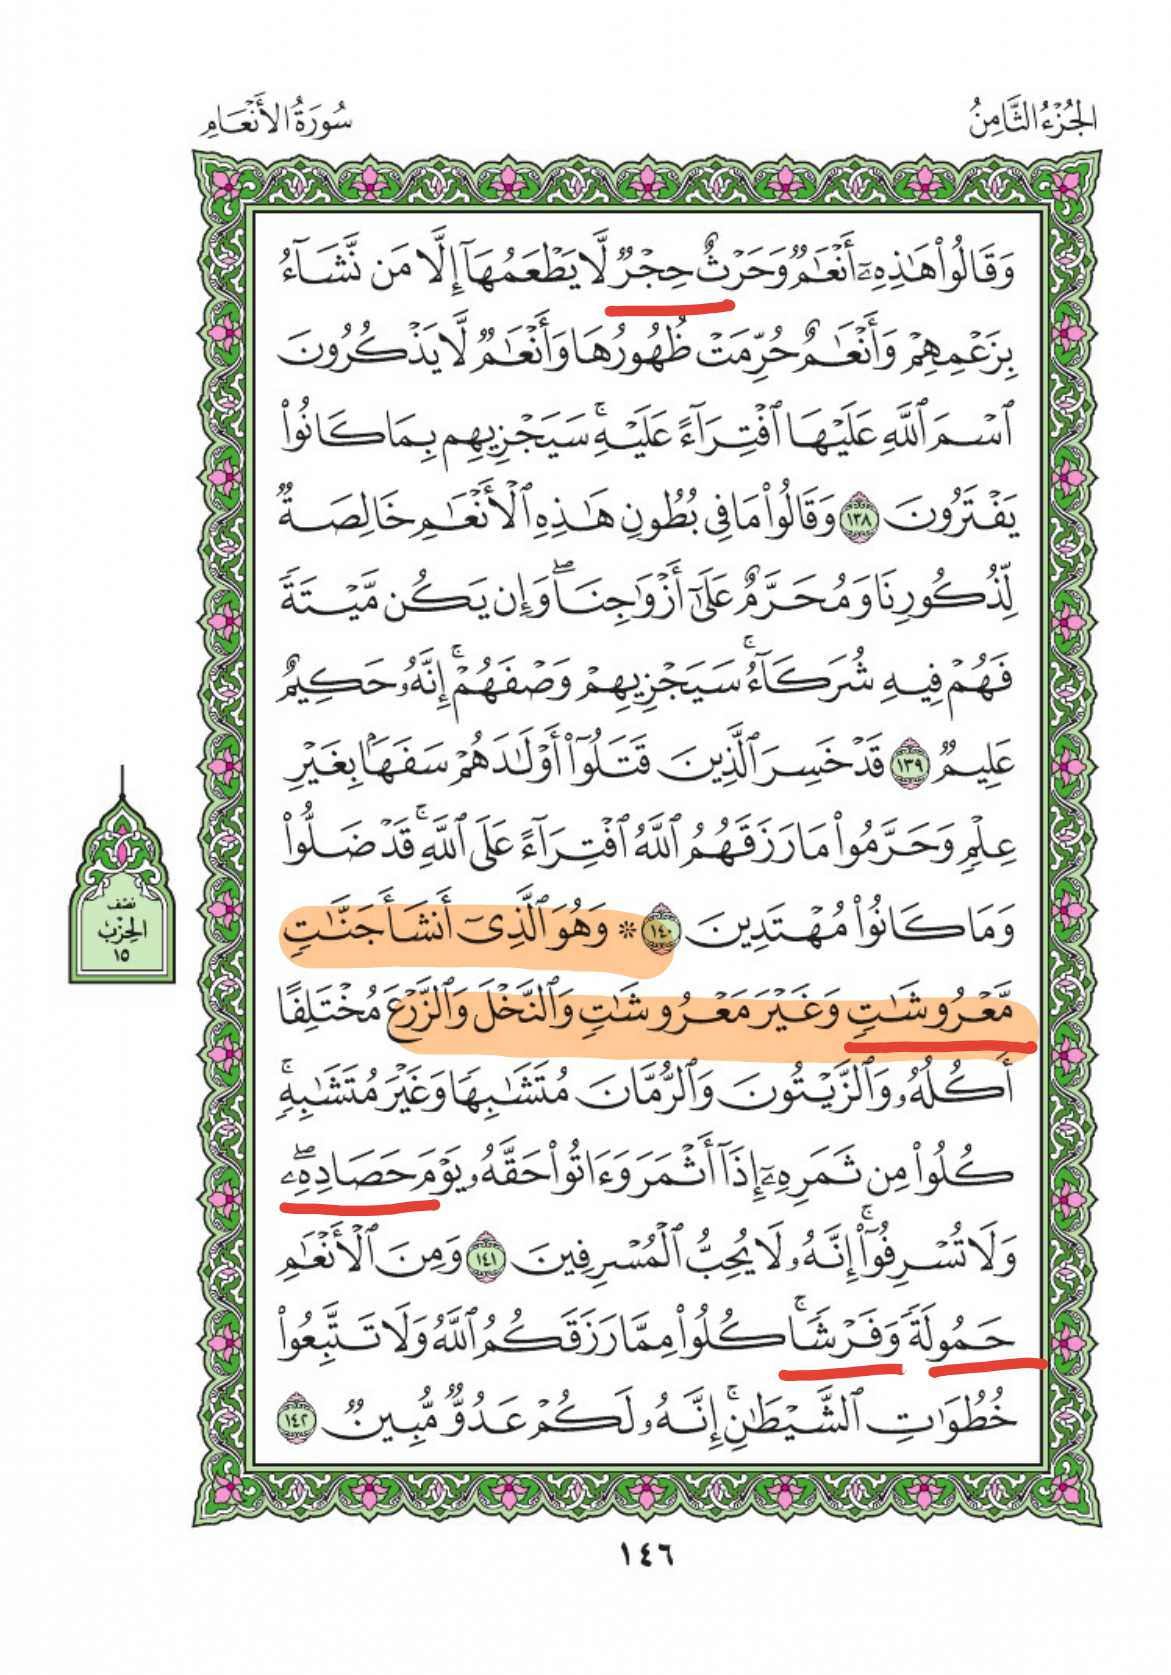 الجُزْءُ الثَّامِنُ
سُورَةُ الأَنْعَامِ
وَقَالُواْ هَٰذِهِۦٓ أَنْعَٰمٌ وَحَرْثٌ حِجْرٌ لَّا يَطْعَمُهَآ إِلَّا مَن نَّشَآءُ
بِزَعْمِهِمْ وَأَنْعَٰمٌ حُرِّمَتْ ظُهُورُهَا وَأَنْعَٰمٌ لَّا يَذْكُرُونَ
ٱسْمَ ٱللَّهِ عَلَيْهَا ٱفْتِرَآءً عَلَيْهِ ۚ سَيَجْزِيهِم بِمَا كَانُواْ
يَفْتَرُونَ ١٣٨ وَقَالُواْ مَا فِى بُطُونِ هَٰذِهِ ٱلْأَنْعَٰمِ خَالِصَةٌ
لِّذُكُورِنَا وَمُحَرَّمٌ عَلَىٰٓ أَزْوَٰجِنَا ۖ وَإِن يَكُن مَّيْتَةً
فَهُمْ فِيهِ شُرَكَآءُ ۚ سَيَجْزِيهِمْ وَصْفَهُمْ ۚ إِنَّهُۥ حَكِيمٌ
عَلِيمٌ ١٣٩ قَدْ خَسِرَ ٱلَّذِينَ قَتَلُوٓاْ أَوْلَٰدَهُمْ سَفَهَۢا بِغَيْرِ
عِلْمٍ وَحَرَّمُواْ مَا رَزَقَهُمُ ٱللَّهُ ٱفْتِرَآءً عَلَى ٱللَّهِ ۚ قَدْ ضَلُّواْ
وَمَا كَانُواْ مُهْتَدِينَ ١٤٠ ۞ وَهُوَ ٱلَّذِىٓ أَنشَأَ جَنَّٰتٍ
مَّعْرُوشَٰتٍ وَغَيْرَ مَعْرُوشَٰتٍ وَٱلنَّخْلَ وَٱلزَّرْعَ مُخْتَلِفًا
أُكُلُهُۥ وَٱلزَّيْتُونَ وَٱلرُّمَّانَ مُتَشَٰبِهًا وَغَيْرَ مُتَشَٰبِهٍ ۚ
كُلُواْ مِن ثَمَرِهِۦٓ إِذَآ أَثْمَرَ وَءَاتُواْ حَقَّهُۥ يَوْمَ حَصَادِهِۦ ۖ
وَلَا تُسْرِفُوٓاْ ۚ إِنَّهُۥ لَا يُحِبُّ ٱلْمُسْرِفِينَ ١٤١ وَمِنَ ٱلْأَنْعَٰمِ
حَمُولَةً وَفَرْشًا ۚ كُلُواْ مِمَّا رَزَقَكُمُ ٱللَّهُ وَلَا تَتَّبِعُواْ
خُطُوَٰتِ ٱلشَّيْطَٰنِ ۚ إِنَّهُۥ لَكُمْ عَدُوٌّ مُّبِينٌ ١٤٢
نصف
الحِزْب
١٥
١٤٦